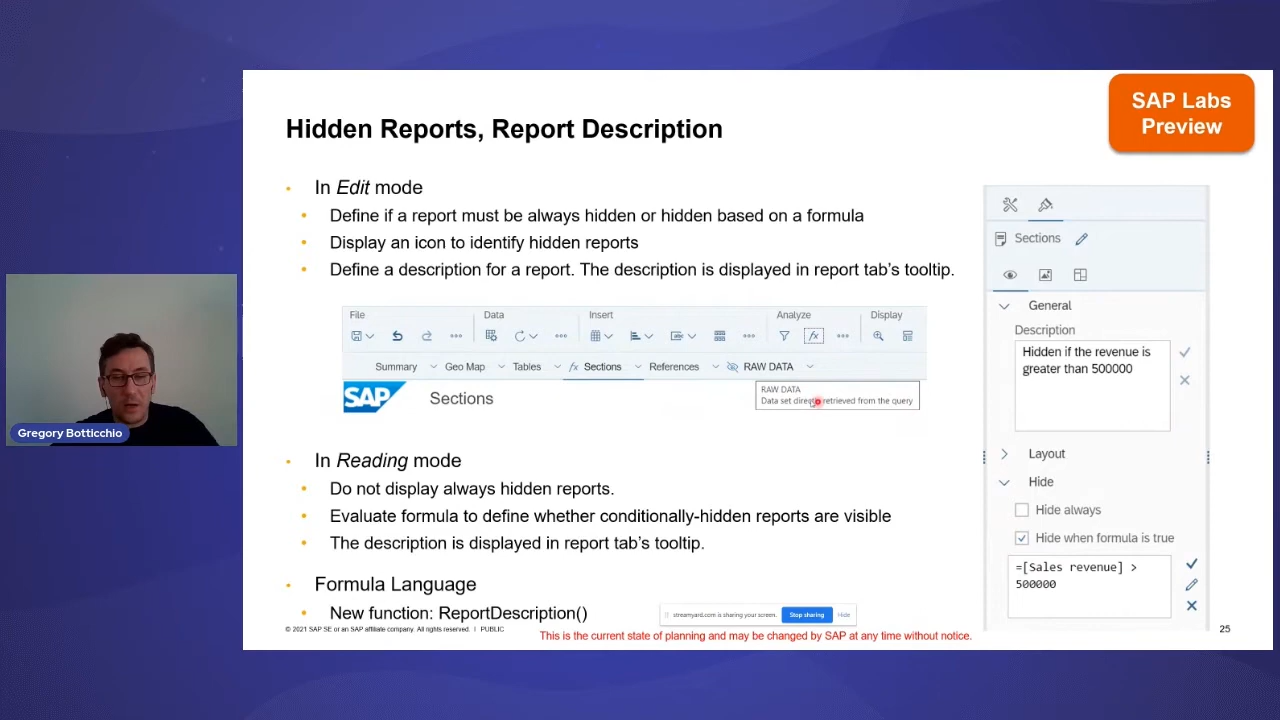 SAP Labs
Preview
Hidden Reports, Report Description
• In Edit mode
• Define if a report must be always hidden or hidden based on a formula
• Display an icon to identify hidden reports
• Define a description for a report. The description is displayed in report tab’s tooltip.
File Data Insert Analyze Display
Summary Geo Map Tables fx Sections References RAW DATA
SAP Sections
RAW DATA
Data set directly retrieved from the query
• In Reading mode
• Do not display always hidden reports.
• Evaluate formula to define whether conditionally-hidden reports are visible
• The description is displayed in report tab’s tooltip.
• Formula Language
• New function: ReportDescription()
Sections
General
Description
Hidden if the revenue is
greater than 500000
Layout
Hide
Hide always
Hide when formula is true
=[Sales revenue] >
500000
streamyard.com is sharing your screen. Stop sharing Hide
© 2021 SAP SE or an SAP affiliate company. All rights reserved. | PUBLIC
This is the current state of planning and may be changed by SAP at any time without notice.
25
Gregory Botticchio